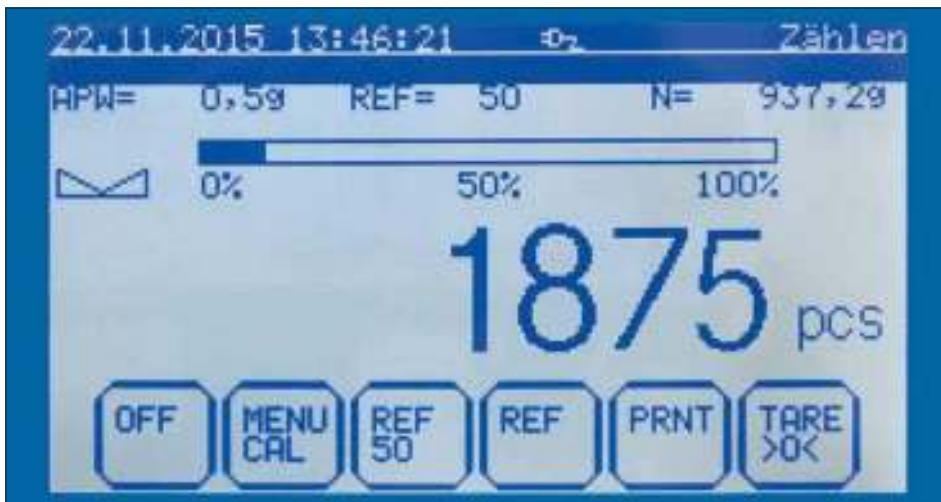 22.11.2015 13:46:21 Zählen
APW= 0,5g REF= 50 N= 937,2g
0% 50% 100%
1875 pcs
OFF MENU CAL REF 50 REF PRNT TARE >0<